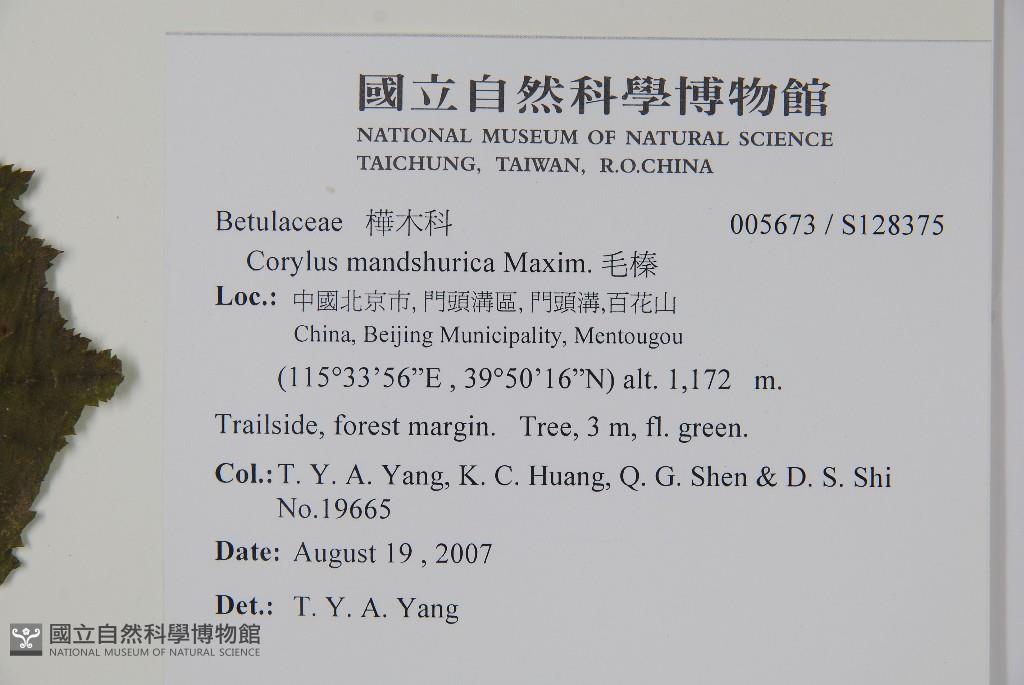 國立自然科學博物館
NATIONAL MUSEUM OF NATURAL SCIENCE
TAICHUNG, TAIWAN, R.O.CHINA
Betulaceae 樺木科 005673 / S128375
Corylus mandshurica Maxim. 毛榛
Loc.: 中國北京市, 門頭溝區, 門頭溝,百花山
China, Beijing Municipality, Mentougou
(115°33’56”E , 39°50’16”N) alt. 1,172 m.
Trailside, forest margin. Tree, 3 m, fl. green.
Col.: T. Y. A. Yang, K. C. Huang, Q. G. Shen & D. S. Shi
No.19665
Date: August 19 , 2007
Det.: T. Y. A. Yang
國立自然科學博物館
NATIONAL MUSEUM OF NATURAL SCIENCE